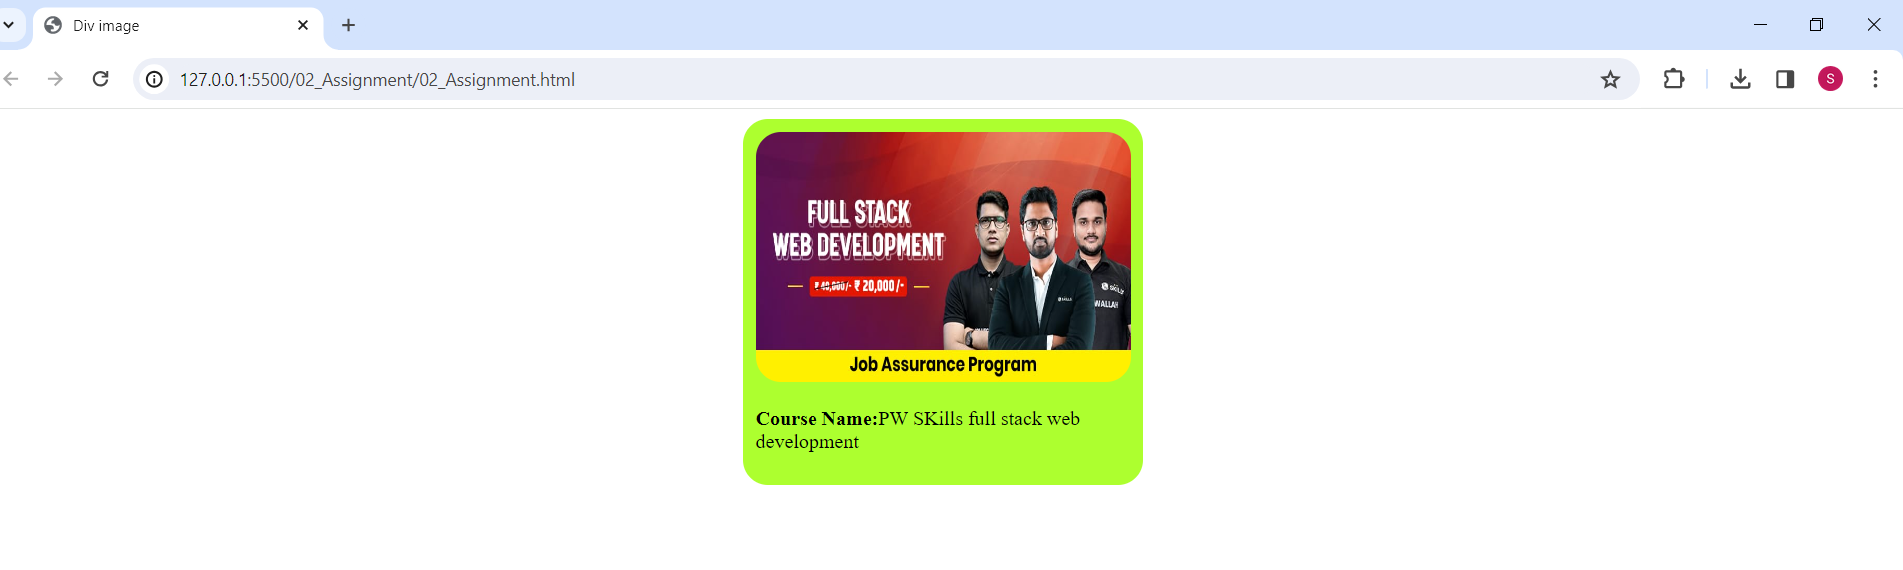 Div image
127.0.0.1:5500/02_Assignment/02_Assignment.html
S
FULL STACK
WEB DEVELOPMENT
₹ 40,000/- ₹ 20,000/-
SKILLS
WALLAH
Job Assurance Program
Course Name:PW SKills full stack web
development